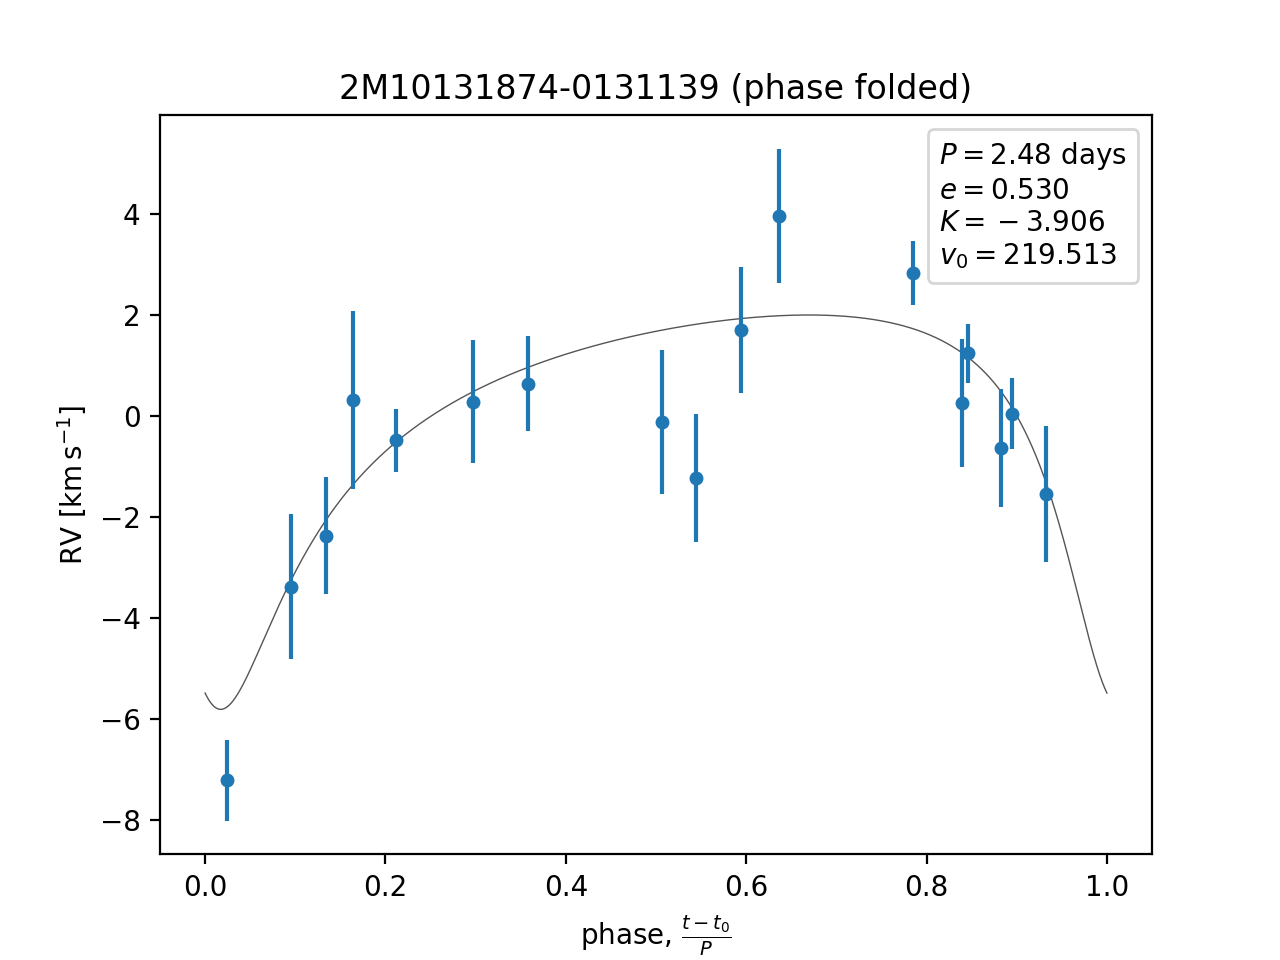 2M10131874-0131139 (phase folded)
P = 2.48 days
e = 0.530
K = −3.906
v₀ = 219.513
RV [km s⁻¹]
4
2
0
−2
−4
−6
−8
0.0 0.2 0.4 0.6 0.8 1.0
phase, (t − t₀)/P